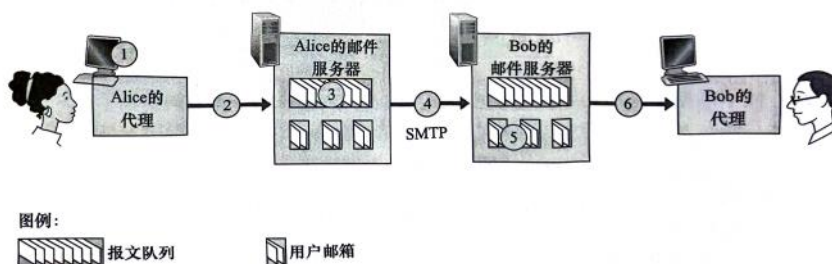 Alice的
代理
Alice的邮件
服务器
Bob的
邮件服务器
Bob的
代理
1
2
3
4
5
6
SMTP
图例:
报文队列
用户邮箱